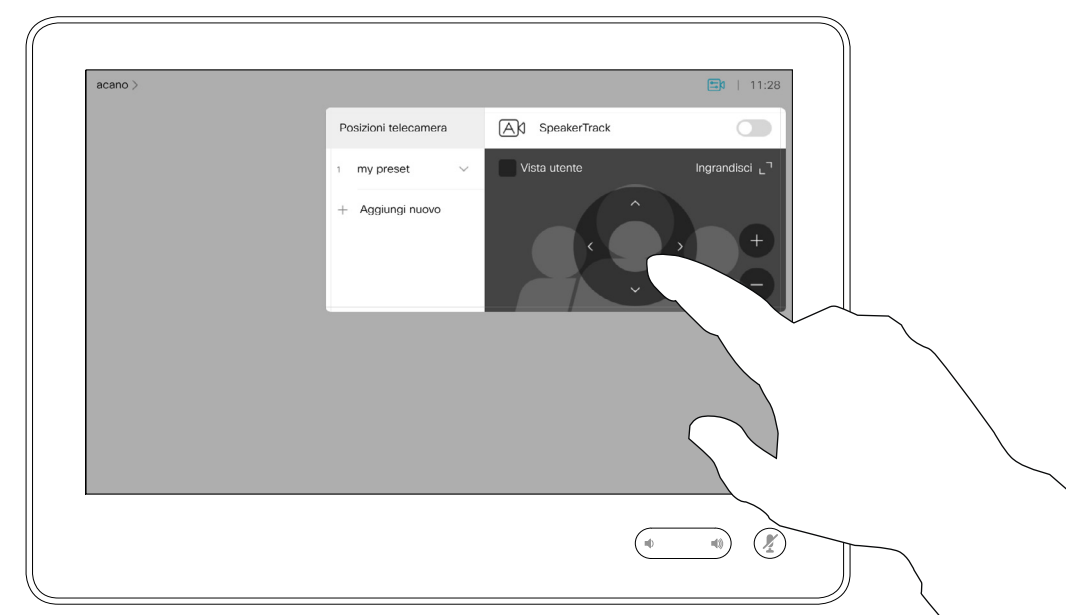 acano >
11:28
Posizioni telecamera
SpeakerTrack
1 my preset
Vista utente
Ingrandisci
+ Aggiungi nuovo